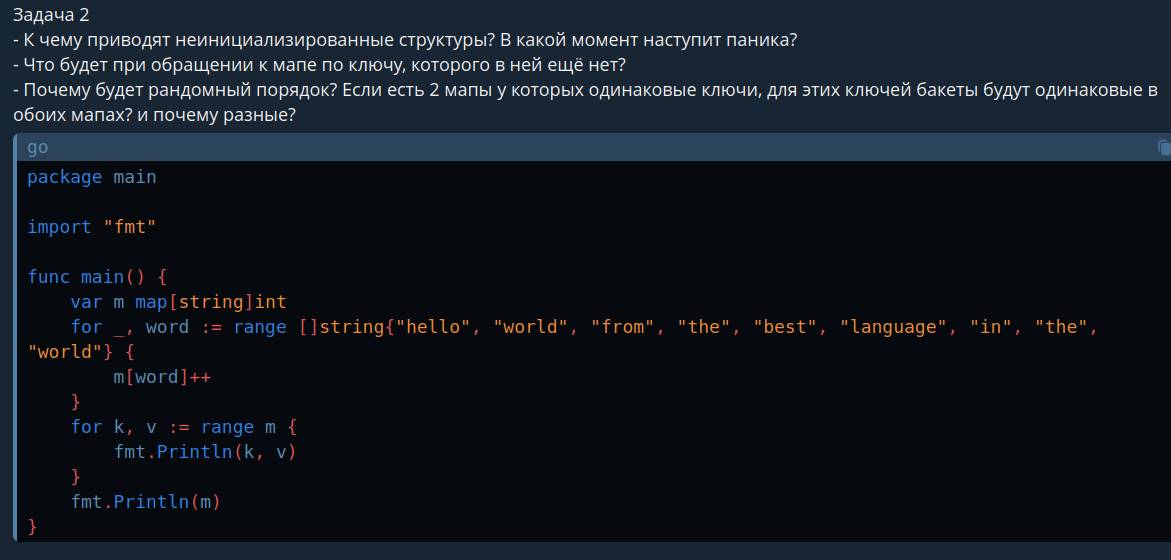 Задача 2
- К чему приводят неинициализированные структуры? В какой момент наступит паника?
- Что будет при обращении к мапе по ключу, которого в ней ещё нет?
- Почему будет рандомный порядок? Если есть 2 мапы у которых одинаковые ключи, для этих ключей бакеты будут одинаковые в
обоих мапах? и почему разные?
go
package main
import "fmt"
func main() {
    var m map[string]int
    for _, word := range []string{"hello", "world", "from", "the", "best", "language", "in", "the",
"world"} {
        m[word]++
    }
    for k, v := range m {
        fmt.Println(k, v)
    }
    fmt.Println(m)
}